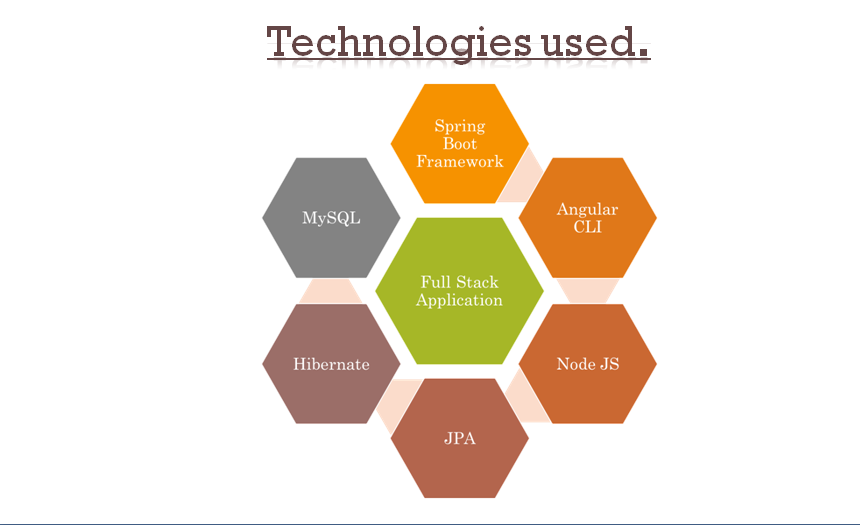 Technologies used.
Spring
Boot
Framework
Angular
CLI
Node JS
JPA
Hibernate
MySQL
Full Stack
Application